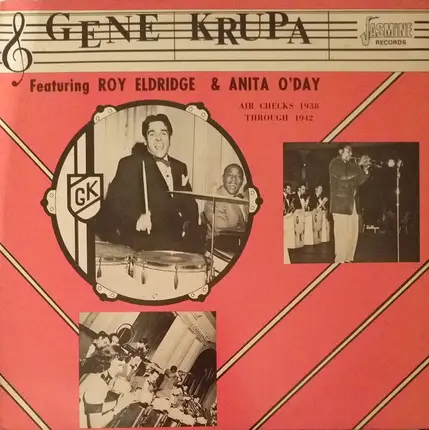 GENE KRUPA
JASMINE
RECORDS
Featuring ROY ELDRIDGE & ANITA O'DAY
AIR CHECKS 1938
THROUGH 1942
GK